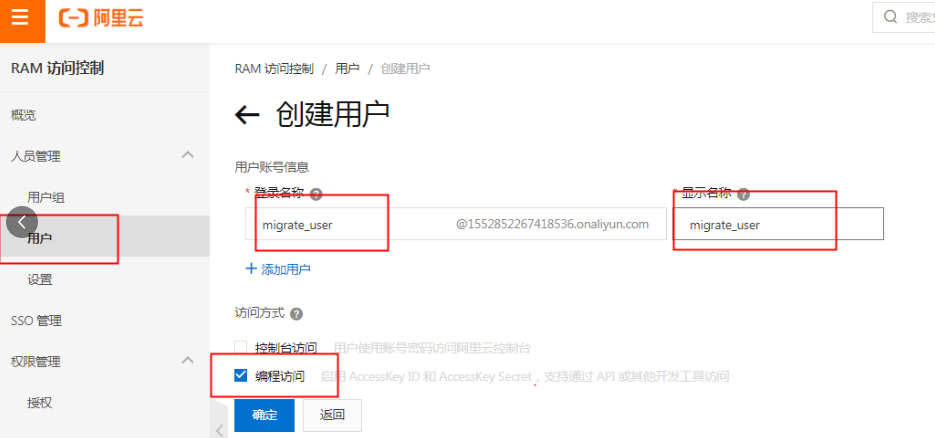 阿里云
搜索文
RAM 访问控制
RAM 访问控制 / 用户 / 创建用户
概览
← 创建用户
人员管理
用户账号信息
用户组
* 登录名称 ?
* 显示名称 ?
用户
migrate_user @1552852267418536.onaliyun.com
migrate_user
+ 添加用户
设置
访问方式 ?
SSO 管理
控制台访问 用户使用账号密码访问阿里云控制台
权限管理
编程访问 启用 AccessKey ID 和 AccessKey Secret，支持通过 API 或其他开发工具访问
授权
确定
返回